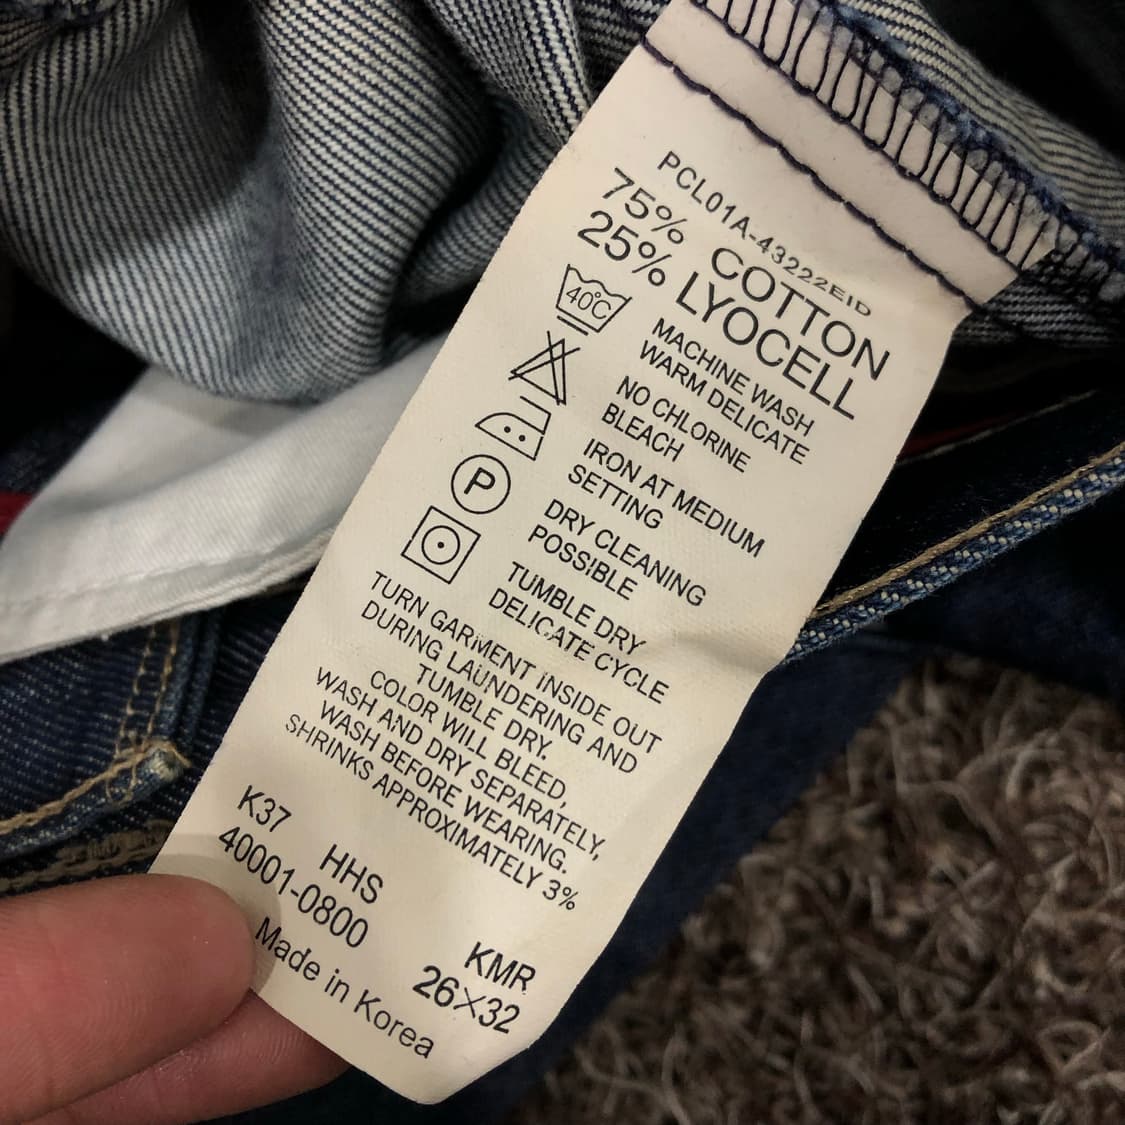 PCL01A-43222EID
75% COTTON
25% LYOCELL
40°C
MACHINE WASH
WARM DELICATE
NO CHLORINE
BLEACH
IRON AT MEDIUM
SETTING
P
DRY CLEANING
POSSIBLE
TUMBLE DRY
DELICATE CYCLE
TURN GARMENT INSIDE OUT
DURING LAUNDERING AND
TUMBLE DRY.
COLOR WILL BLEED,
WASH AND DRY SEPARATELY,
WASH BEFORE WEARING.
SHRINKS APPROXIMATELY 3%
K37 HHS KMR
40001-0800 26×32
Made in Korea